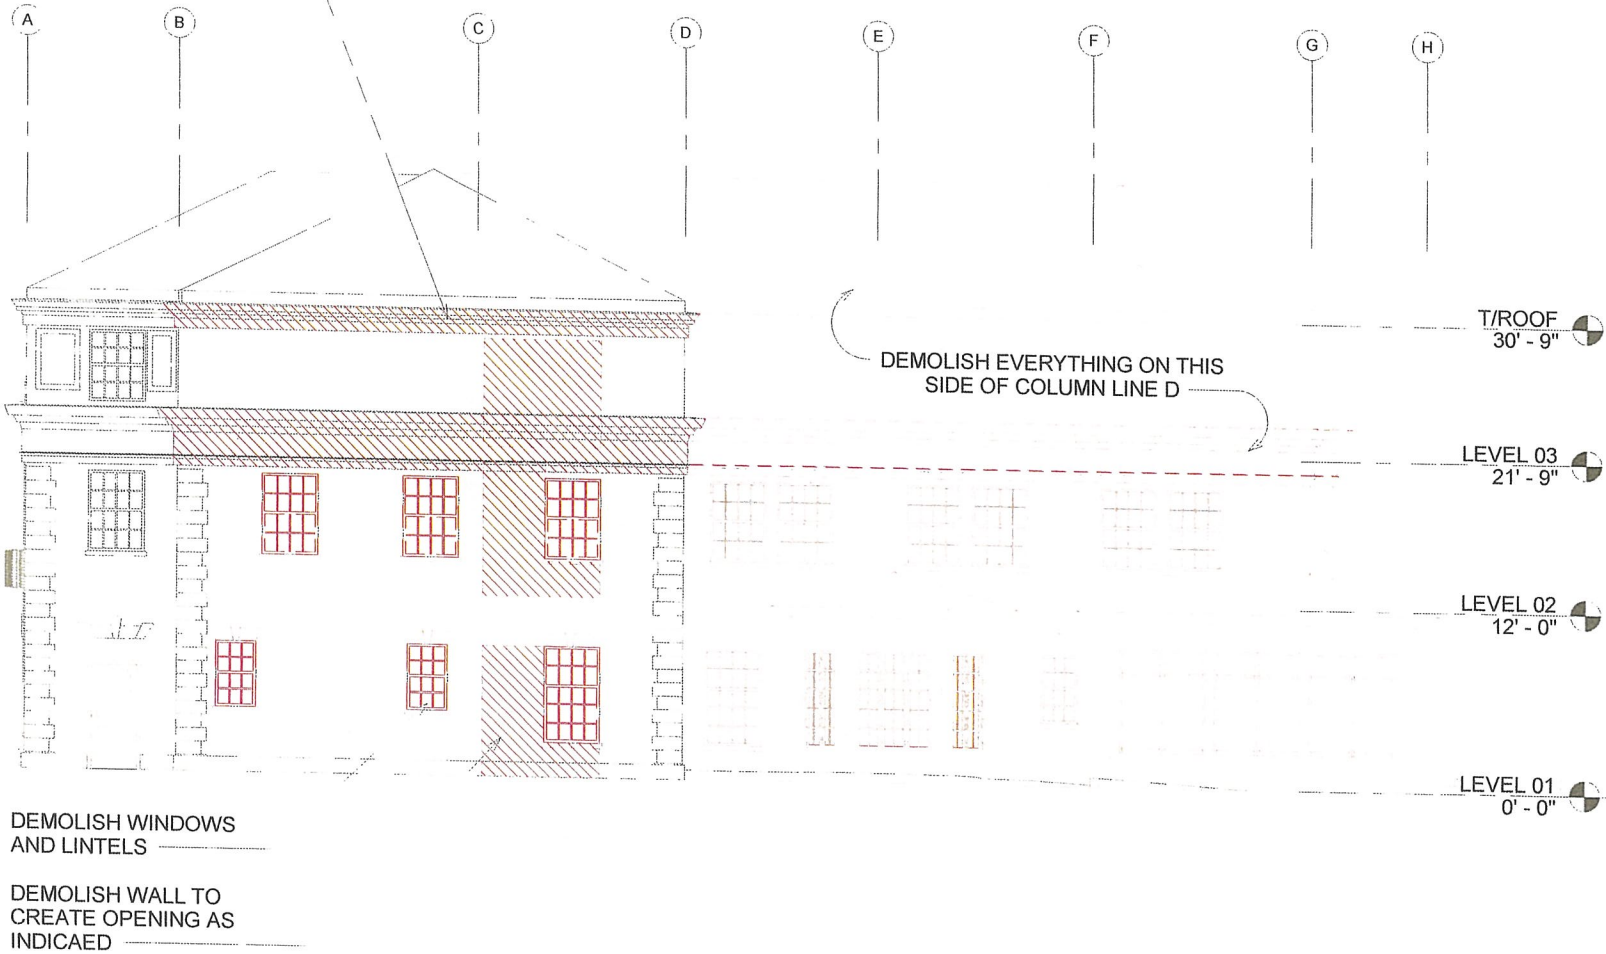 A
B
C
D
E
F
G
H
T/ROOF
30' - 9"
DEMOLISH EVERYTHING ON THIS
SIDE OF COLUMN LINE D
LEVEL 03
21' - 9"
LEVEL 02
12' - 0"
LEVEL 01
0' - 0"
DEMOLISH WINDOWS
AND LINTELS
DEMOLISH WALL TO
CREATE OPENING AS
INDICAED